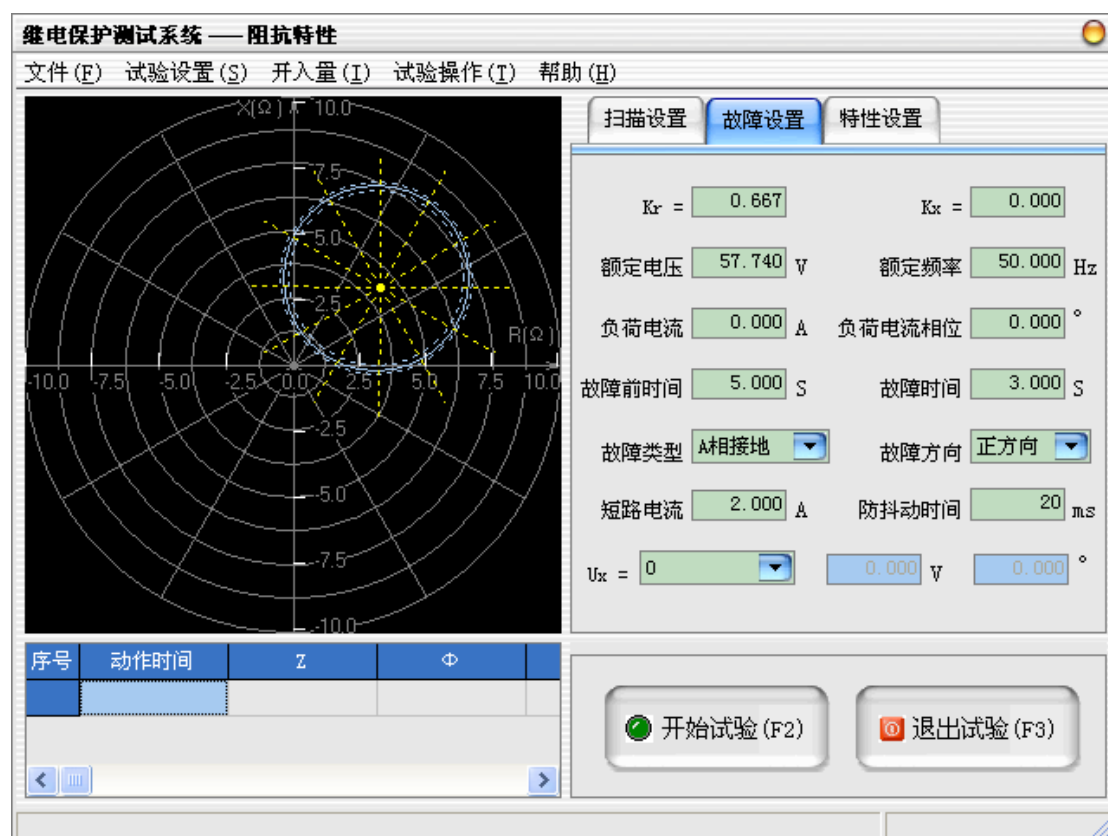 继电保护测试系统 —— 阻抗特性
文件(F) 试验设置(S) 开入量(I) 试验操作(T) 帮助(H)
X(Ω) 10.0
7.5
5.0
2.5
R(Ω)
-10.0 -7.5 -5.0 -2.5 0.0 2.5 5.0 7.5 10.0
-2.5
-5.0
-7.5
-10.0
扫描设置 故障设置 特性设置
Kr = 0.667 Kx = 0.000
额定电压 57.740 V 额定频率 50.000 Hz
负荷电流 0.000 A 负荷电流相位 0.000 °
故障前时间 5.000 S 故障时间 3.000 S
故障类型 A相接地 故障方向 正方向
短路电流 2.000 A 防抖动时间 20 ms
Ux = 0 0.000 V 0.000 °
序号 动作时间 Z Φ
开始试验(F2) 退出试验(F3)